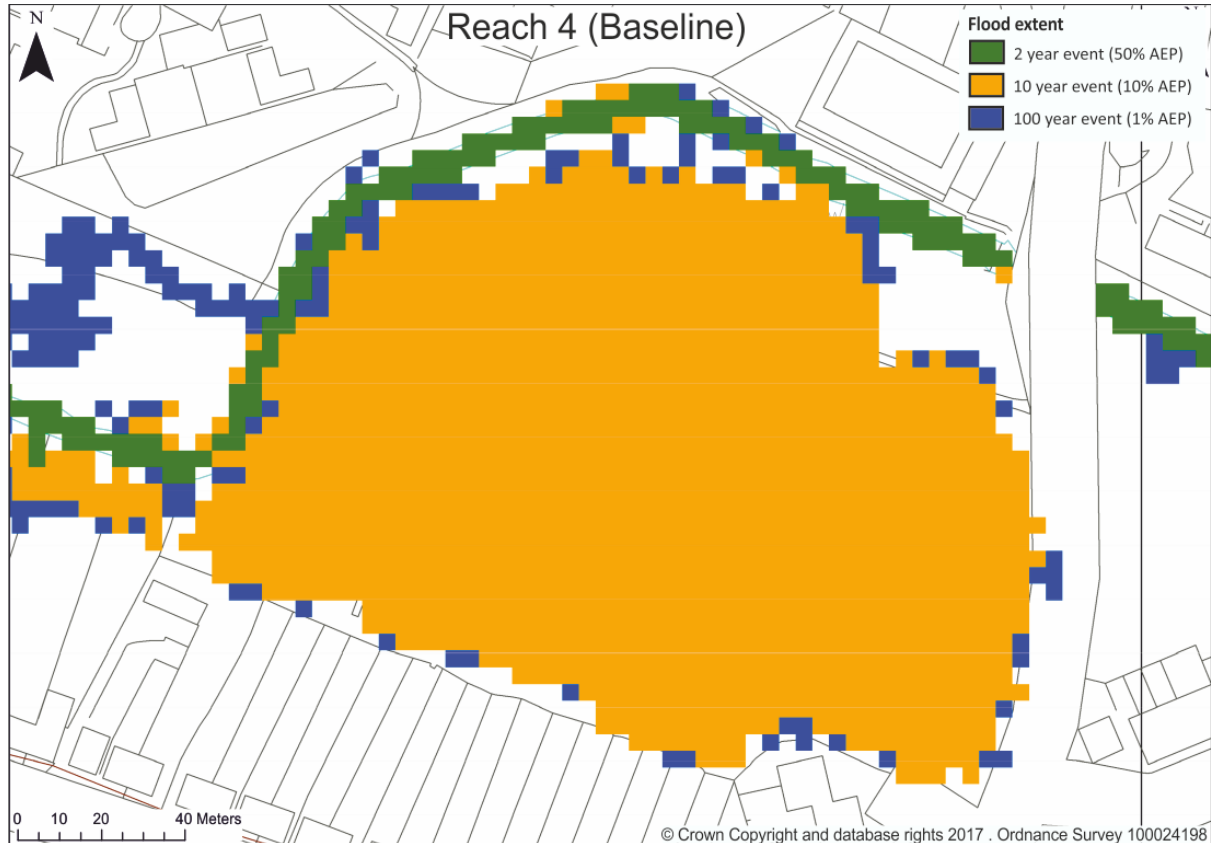 Reach 4 (Baseline)
N
Flood extent
2 year event (50% AEP)
10 year event (10% AEP)
100 year event (1% AEP)
0 10 20 40 Meters
© Crown Copyright and database rights 2017 . Ordnance Survey 100024198